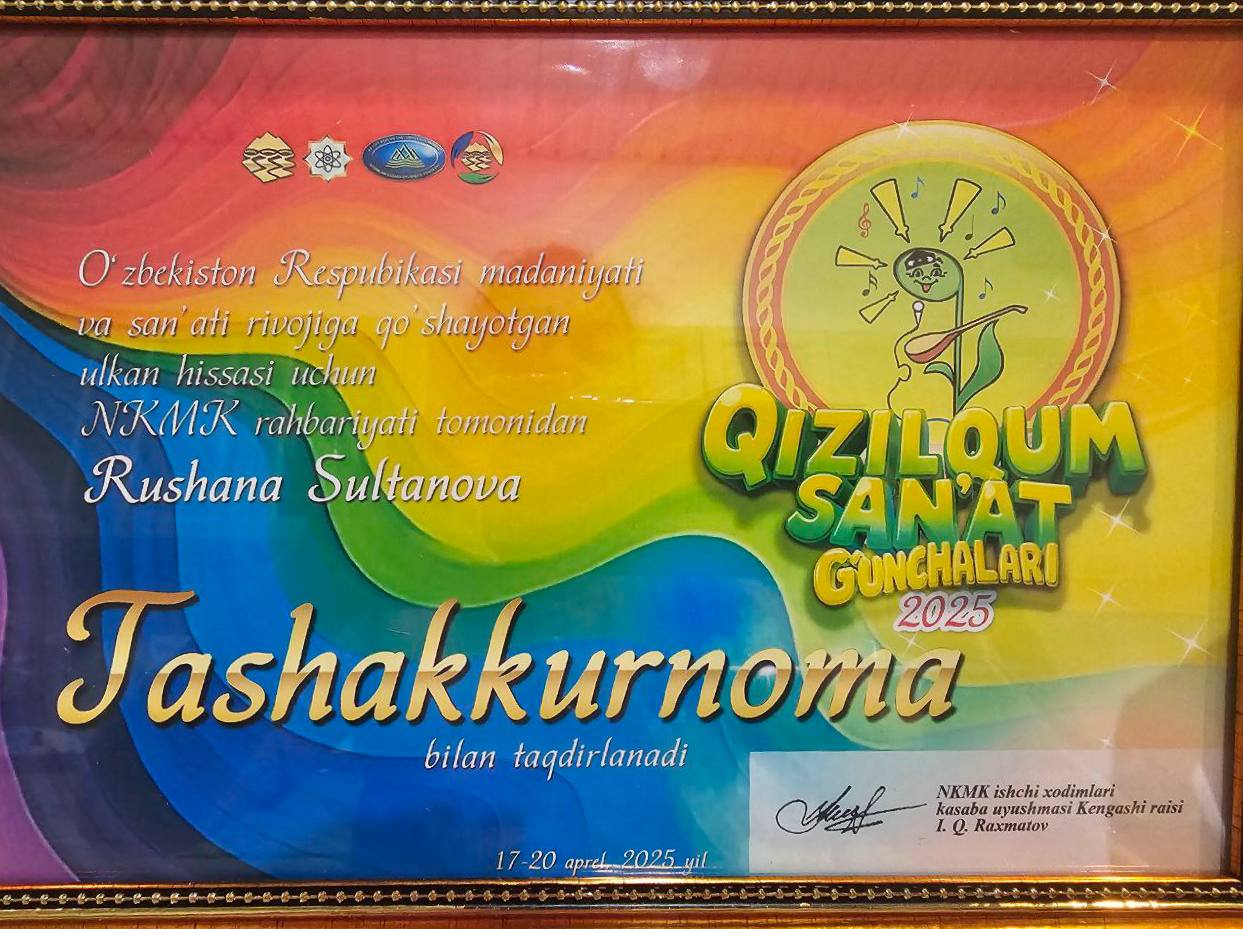 O'zbekiston Respubikasi madaniyati
va san'ati rivojiga qo'shayotgan
ulkan hissasi uchun
NKMK rahbariyati tomonidan
Rushana Sultanova
Tashakkurnoma
bilan taqdirlanadi
17-20 aprel, 2025 yil
QIZILQUM
SAN'AT
G'UNCHALARI
2025
NKMK ishchi xodimlari
kasaba uyushmasi Kengashi raisi
I. Q. Raxmatov